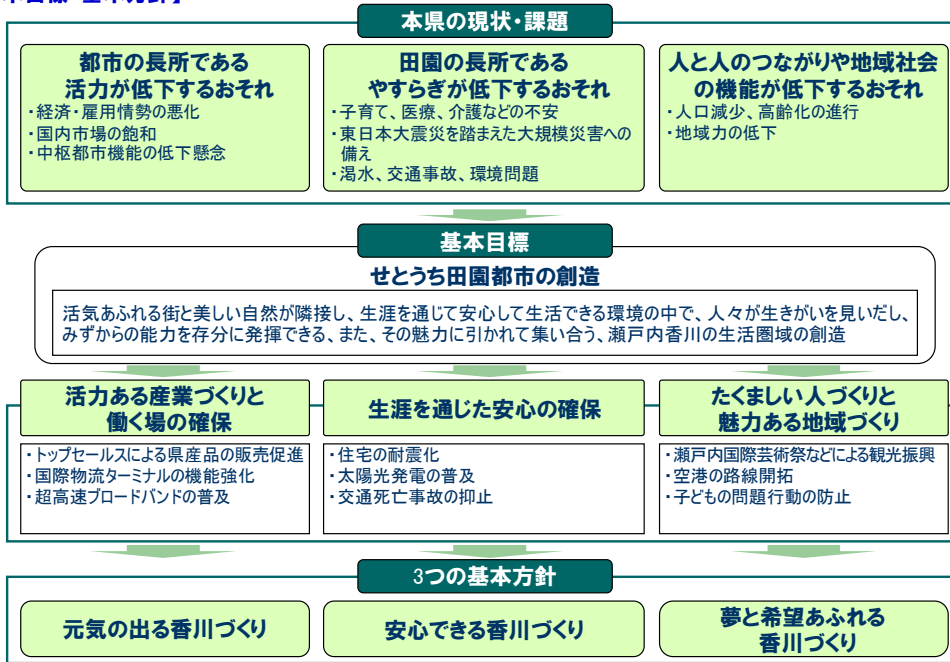 本県の現状・課題
都市の長所である
活力が低下するおそれ
・経済・雇用情勢の悪化
・国内市場の飽和
・中枢都市機能の低下懸念
田園の長所である
やすらぎが低下するおそれ
・子育て、医療、介護などの不安
・東日本大震災を踏まえた大規模災害への
備え
・渇水、交通事故、環境問題
人と人のつながりや地域社会
の機能が低下するおそれ
・人口減少、高齢化の進行
・地域力の低下
基本目標
せとうち田園都市の創造
活気あふれる街と美しい自然が隣接し、生涯を通じて安心して生活できる環境の中で、人々が生きがいを見いだし、
みずからの能力を存分に発揮できる、また、その魅力に引かれて集い合う、瀬戸内香川の生活圏域の創造
活力ある産業づくりと
働く場の確保
・トップセールスによる県産品の販売促進
・国際物流ターミナルの機能強化
・超高速ブロードバンドの普及
生涯を通じた安心の確保
・住宅の耐震化
・太陽光発電の普及
・交通死亡事故の抑止
たくましい人づくりと
魅力ある地域づくり
・瀬戸内国際芸術祭などによる観光振興
・空港の路線開拓
・子どもの問題行動の防止
3つの基本方針
元気の出る香川づくり
安心できる香川づくり
夢と希望あふれる
香川づくり